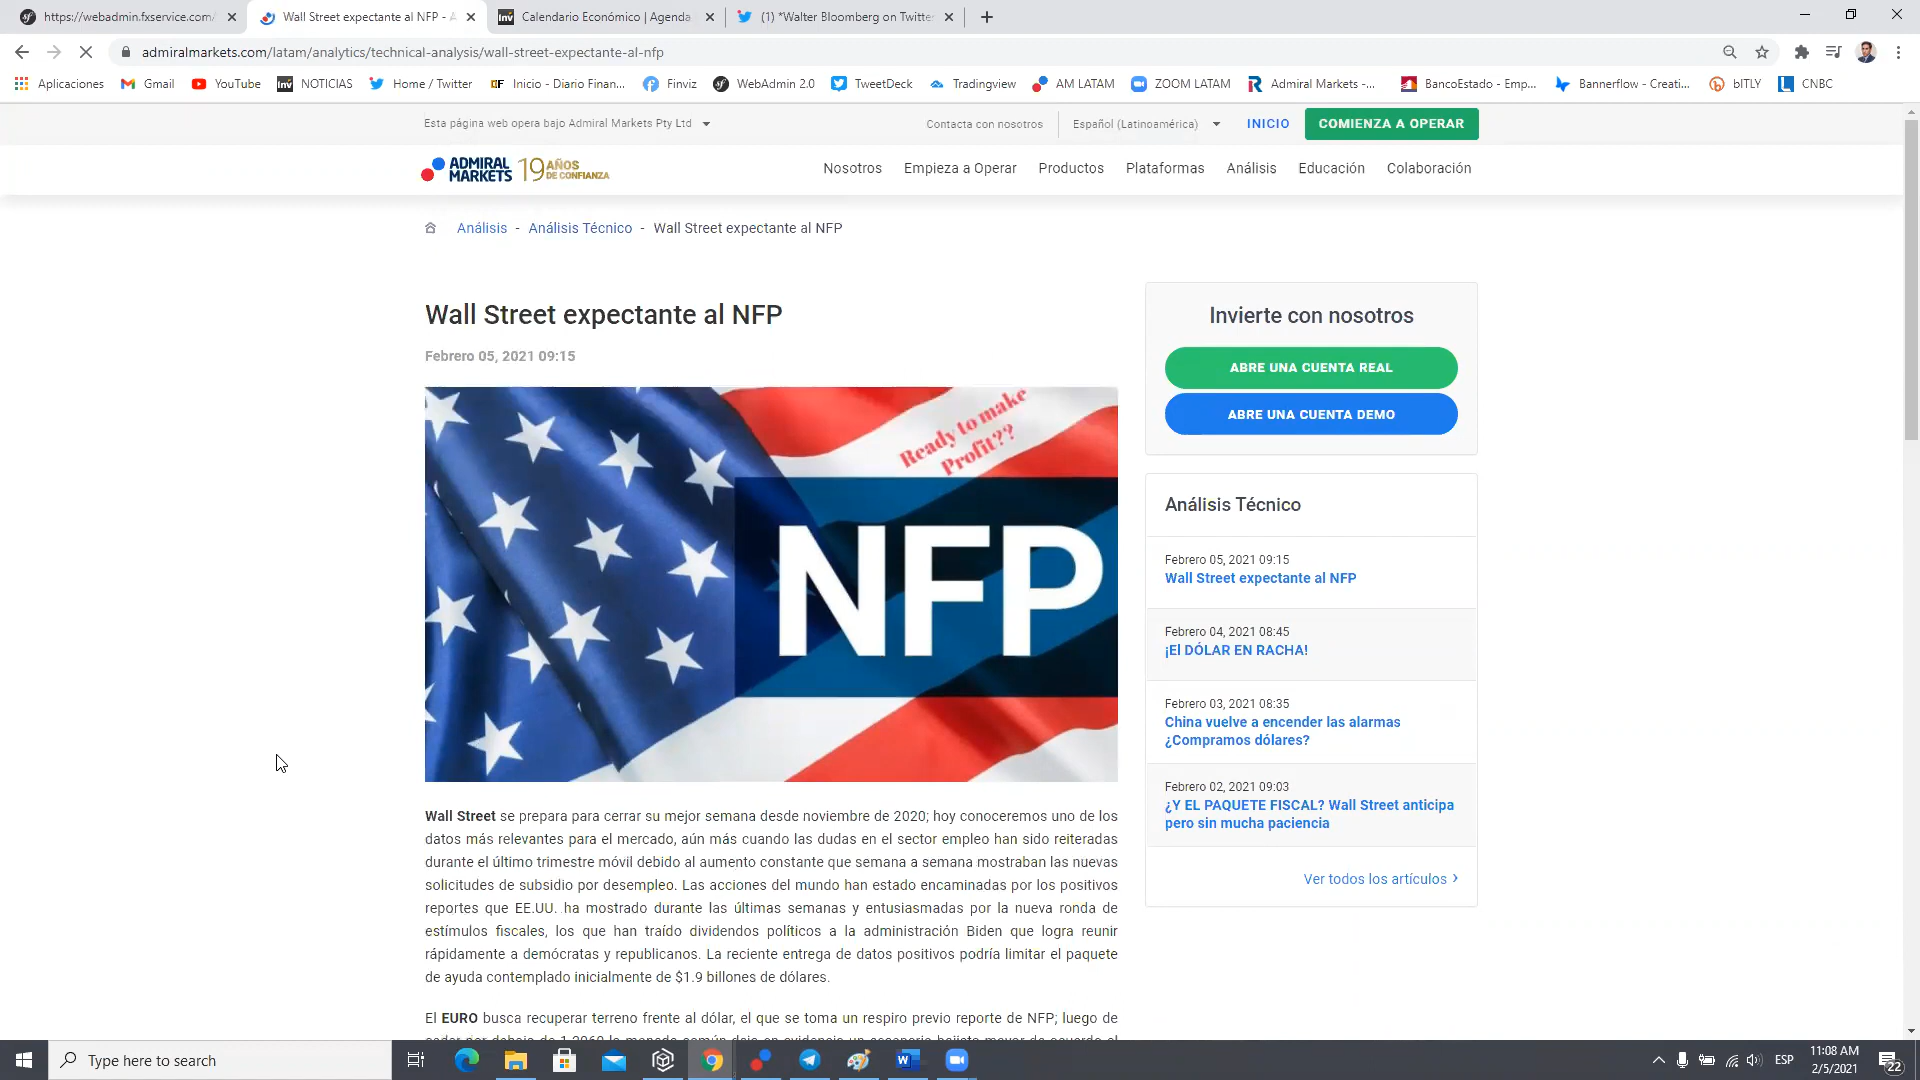 https://webadmin.fxservice.com/
Wall Street expectante al NFP - A
Calendario Económico | Agenda
(1) *Walter Bloomberg on Twitter
admiralmarkets.com/latam/analytics/technical-analysis/wall-street-expectante-al-nfp
Aplicaciones
Gmail
YouTube
NOTICIAS
Home / Twitter
Inicio - Diario Finan...
Finviz
WebAdmin 2.0
TweetDeck
Tradingview
AM LATAM
ZOOM LATAM
Admiral Markets -...
BancoEstado - Emp...
Bannerflow - Creati...
bITLY
CNBC
Esta página web opera bajo Admiral Markets Pty Ltd
Contacta con nosotros
Español (Latinoamérica)
INICIO
COMIENZA A OPERAR
ADMIRAL MARKETS
19 AÑOS DE CONFIANZA
Nosotros
Empieza a Operar
Productos
Plataformas
Análisis
Educación
Colaboración
Análisis - Análisis Técnico - Wall Street expectante al NFP
Wall Street expectante al NFP
Febrero 05, 2021 09:15
Ready to make
Profit??
NFP
Wall Street se prepara para cerrar su mejor semana desde noviembre de 2020; hoy conoceremos uno de los
datos más relevantes para el mercado, aún más cuando las dudas en el sector empleo han sido reiteradas
durante el último trimestre móvil debido al aumento constante que semana a semana mostraban las nuevas
solicitudes de subsidio por desempleo. Las acciones del mundo han estado encaminadas por los positivos
reportes que EE.UU. ha mostrado durante las últimas semanas y entusiasmadas por la nueva ronda de
estímulos fiscales, los que han traído dividendos políticos a la administración Biden que logra reunir
rápidamente a demócratas y republicanos. La reciente entrega de datos positivos podría limitar el paquete
de ayuda contemplado inicialmente de $1.9 billones de dólares.
El EURO busca recuperar terreno frente al dólar, el que se toma un respiro previo reporte de NFP; luego de
Invierte con nosotros
ABRE UNA CUENTA REAL
ABRE UNA CUENTA DEMO
Análisis Técnico
Febrero 05, 2021 09:15
Wall Street expectante al NFP
Febrero 04, 2021 08:45
¡El DÓLAR EN RACHA!
Febrero 03, 2021 08:35
China vuelve a encender las alarmas
¿Compramos dólares?
Febrero 02, 2021 09:03
¿Y EL PAQUETE FISCAL? Wall Street anticipa
pero sin mucha paciencia
Ver todos los artículos
Type here to search
ESP
11:08 AM
2/5/2021
22